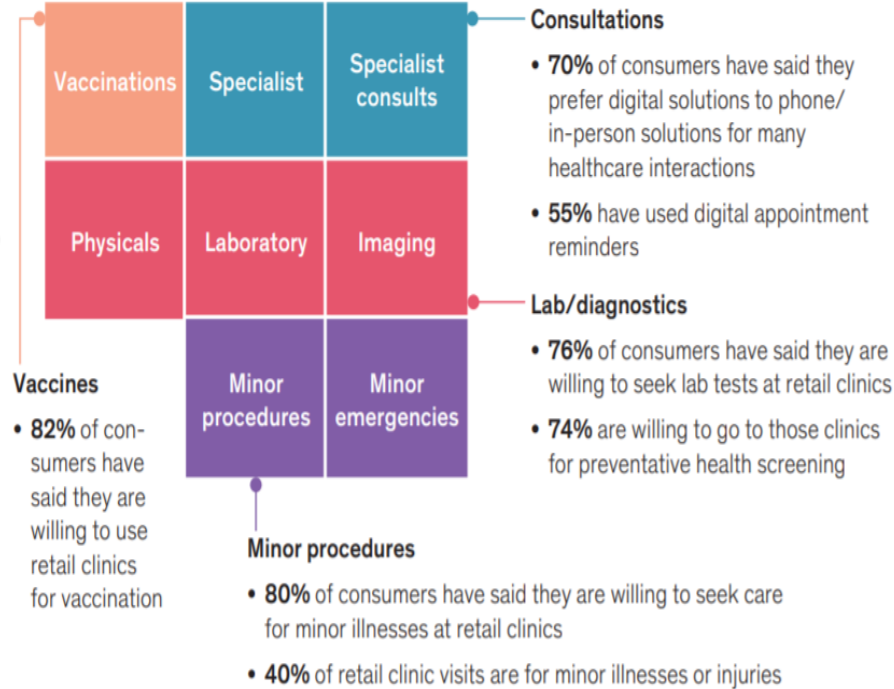 Vaccinations
Specialist
Specialist
consults
Physicals
Laboratory
Imaging
Minor
procedures
Minor
emergencies
Consultations
• 70% of consumers have said they
prefer digital solutions to phone/
in-person solutions for many
healthcare interactions
• 55% have used digital appointment
reminders
Lab/diagnostics
• 76% of consumers have said they are
willing to seek lab tests at retail clinics
• 74% are willing to go to those clinics
for preventative health screening
Vaccines
• 82% of con-
sumers have
said they are
willing to use
retail clinics
for vaccination
Minor procedures
• 80% of consumers have said they are willing to seek care
for minor illnesses at retail clinics
• 40% of retail clinic visits are for minor illnesses or injuries